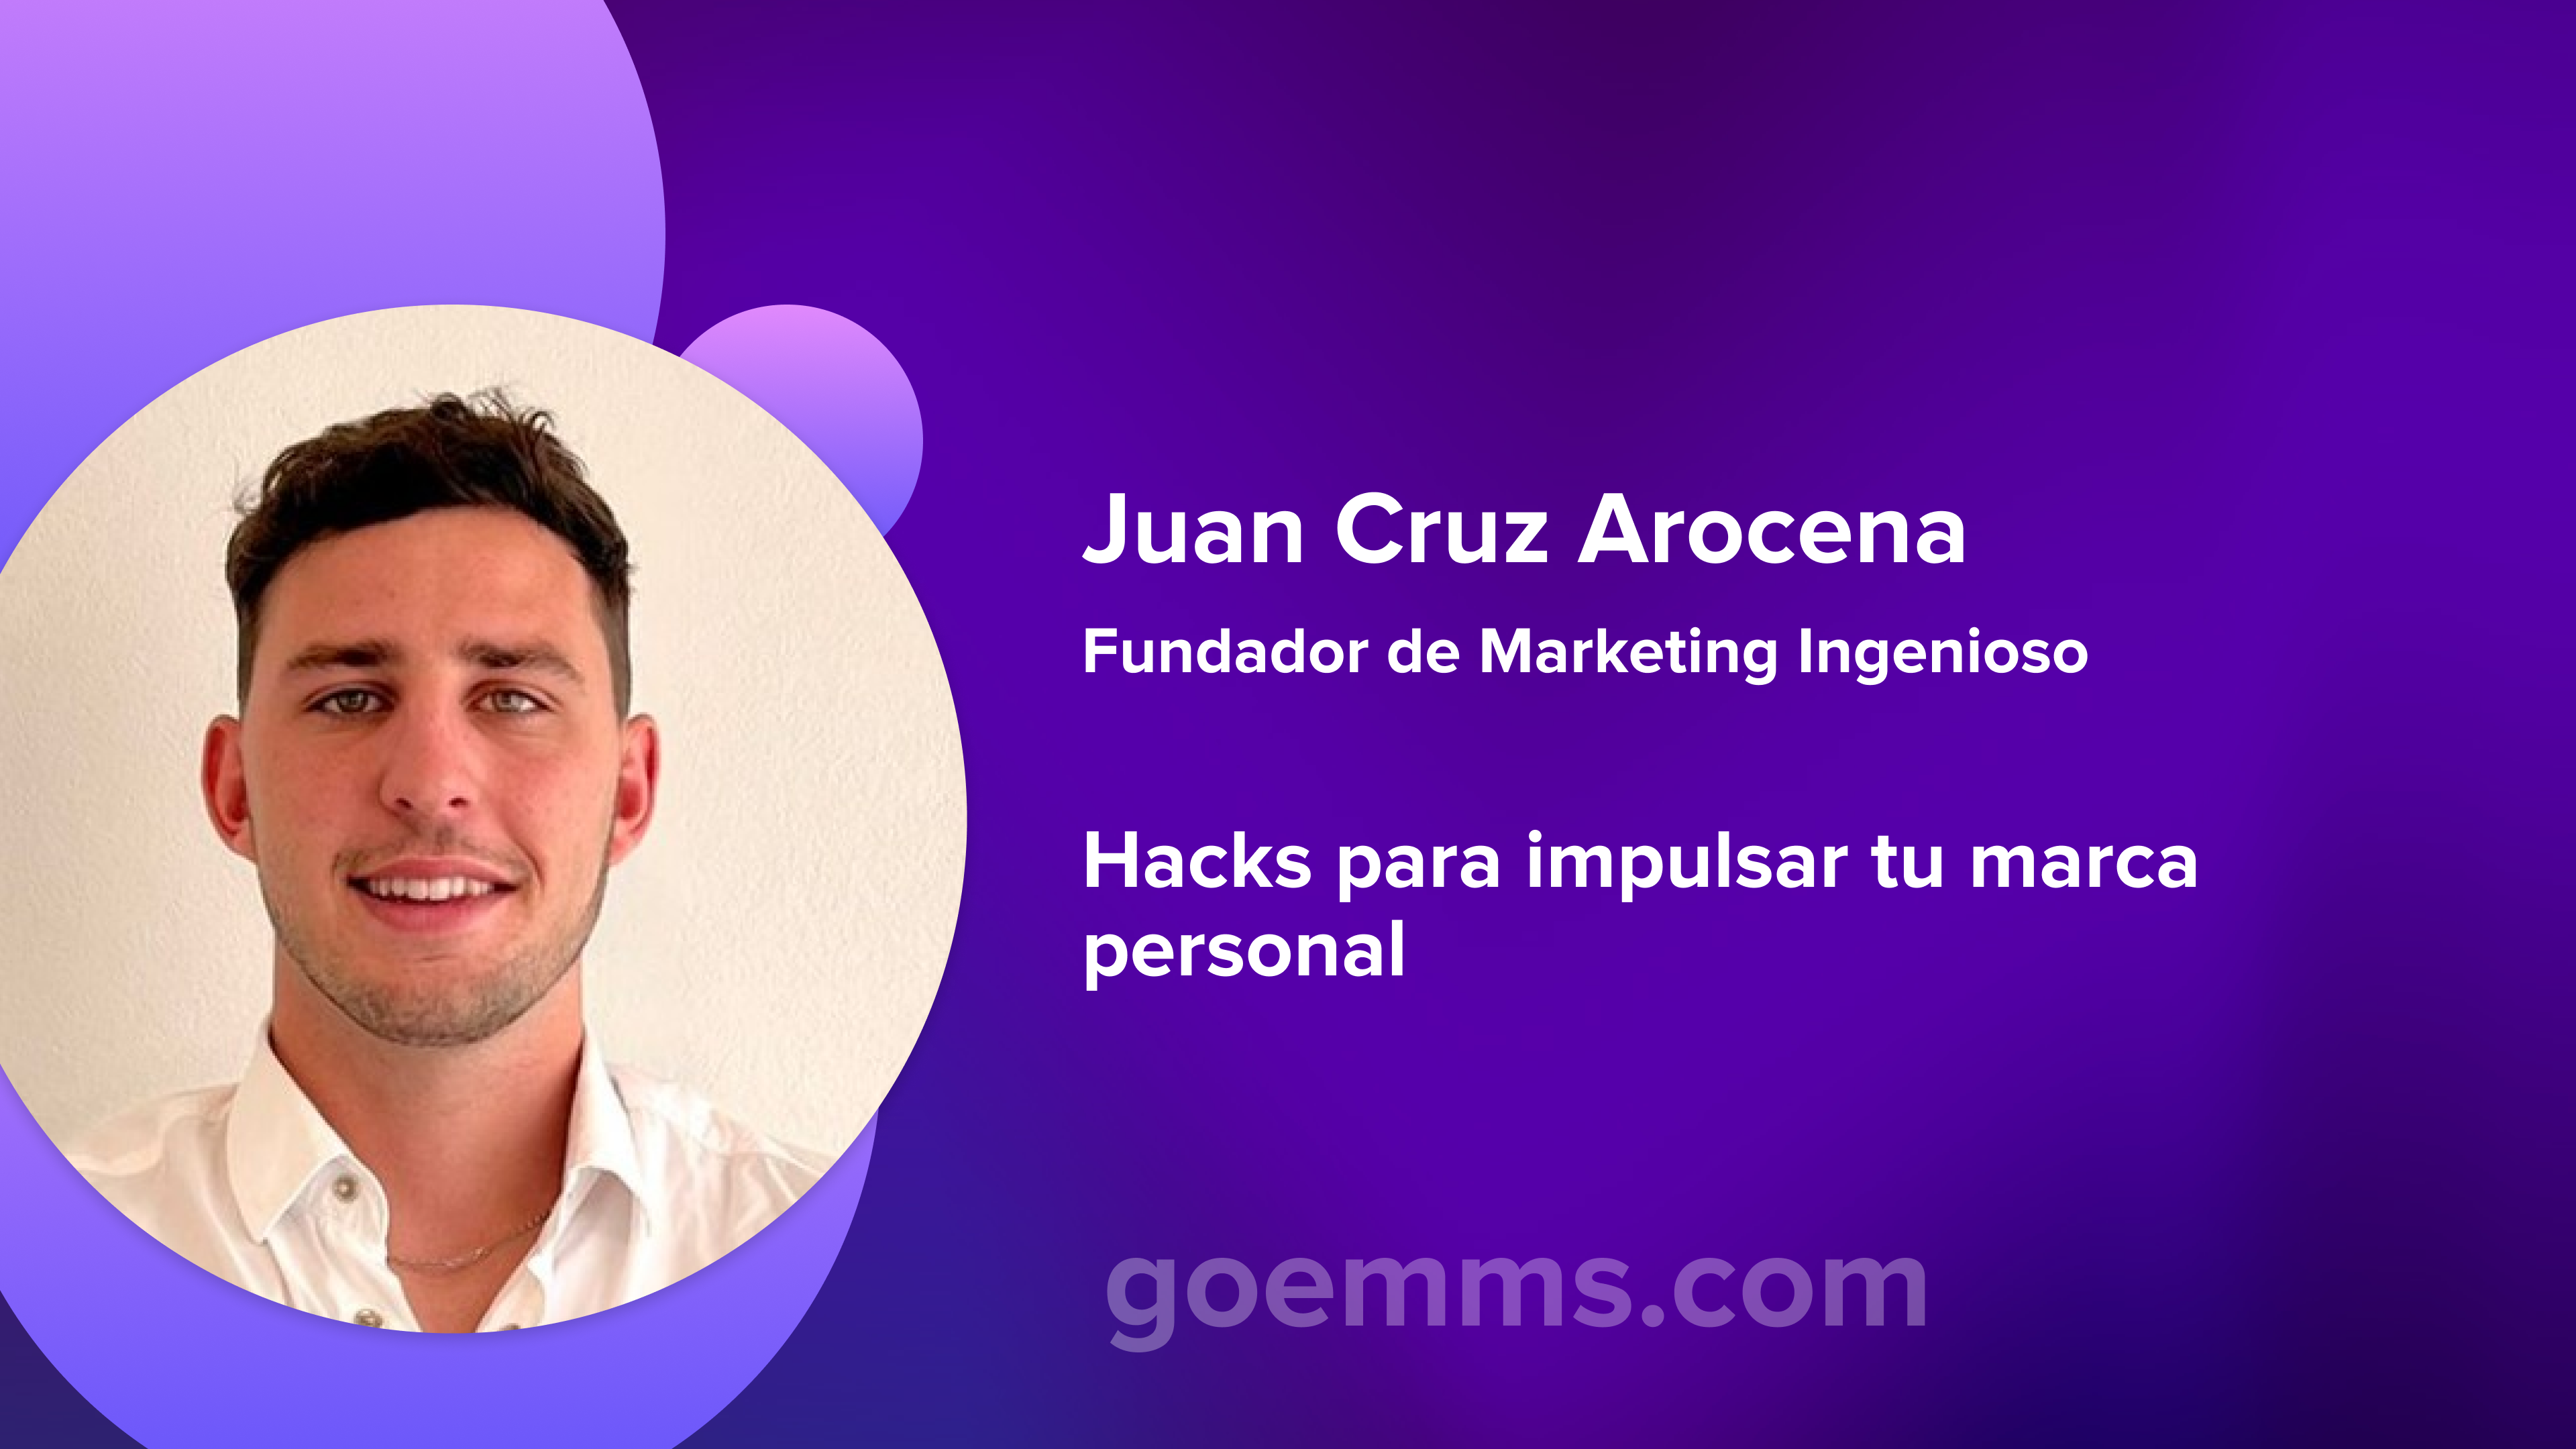 Juan Cruz Arocena
Fundador de Marketing Ingenioso
Hacks para impulsar tu marca
personal
goemms.com